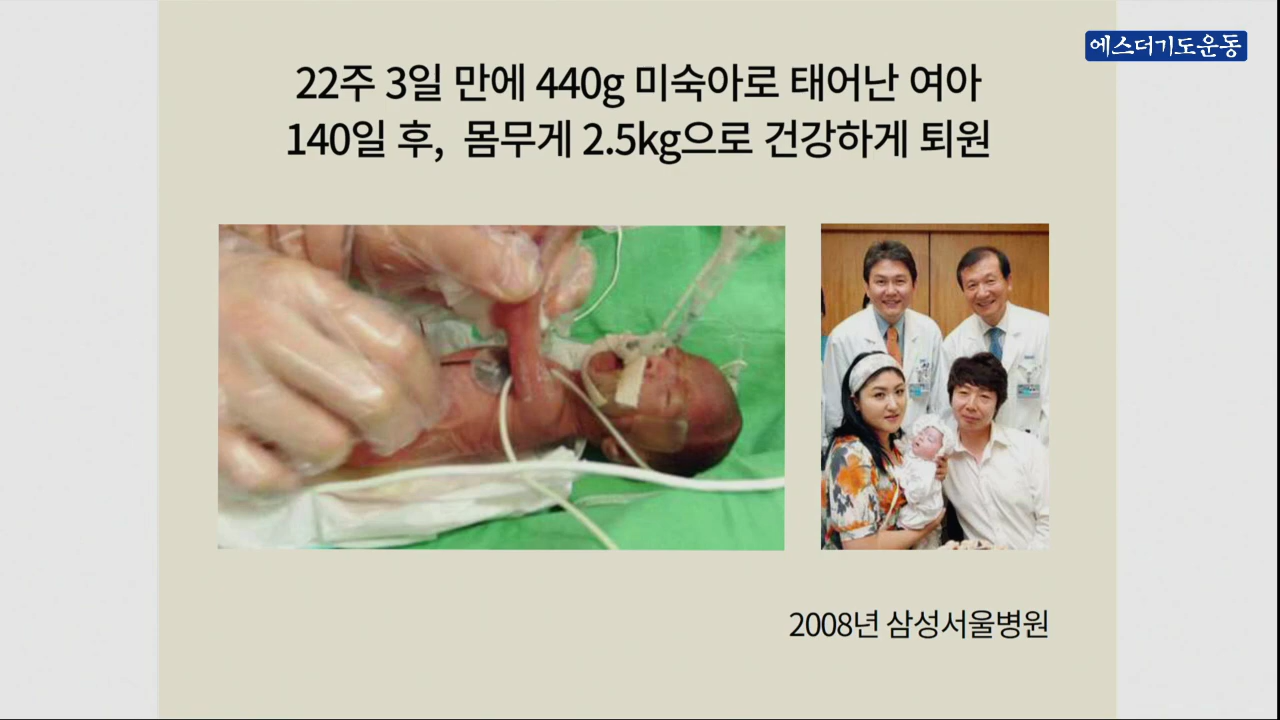 에스더기도운동
22주 3일 만에 440g 미숙아로 태어난 여아
140일 후, 몸무게 2.5kg으로 건강하게 퇴원
2008년 삼성서울병원